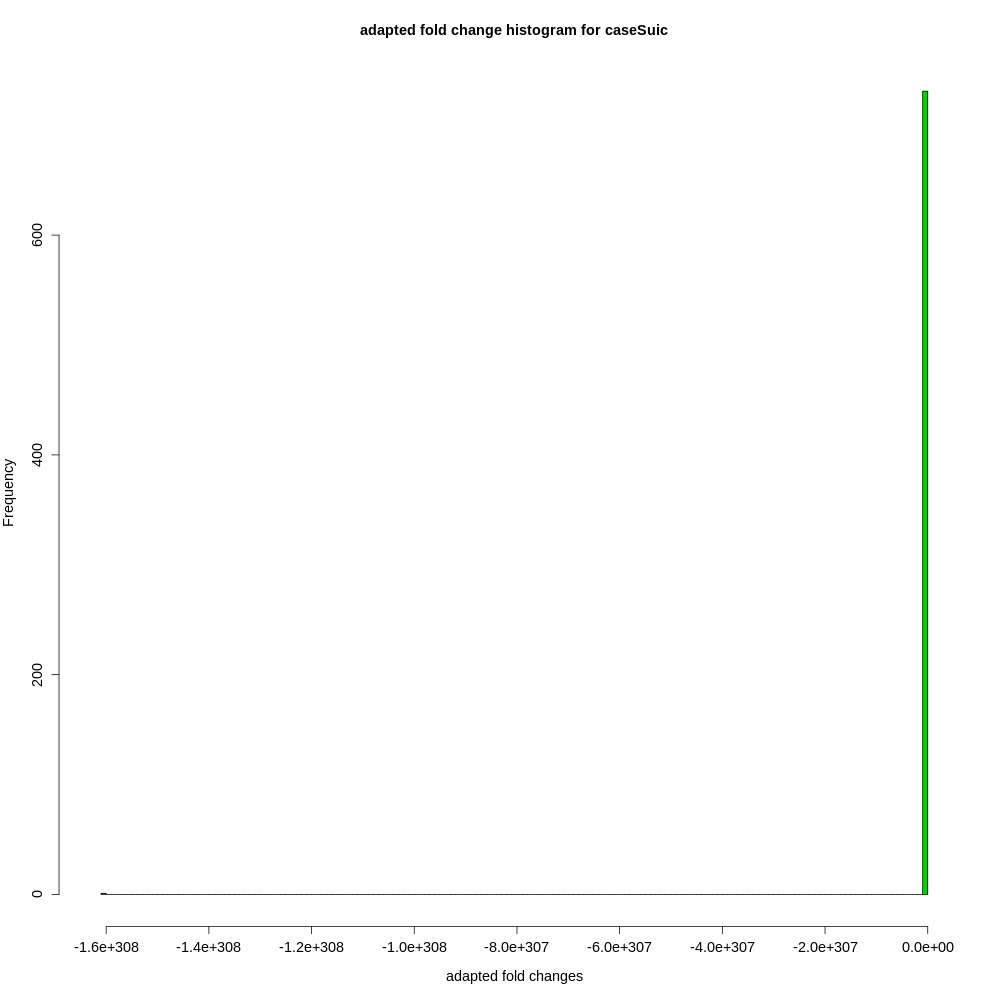 adapted fold change histogram for caseSuic
Frequency
600
400
200
0
-1.6e+308 -1.4e+308 -1.2e+308 -1.0e+308 -8.0e+307 -6.0e+307 -4.0e+307 -2.0e+307 0.0e+00
adapted fold changes